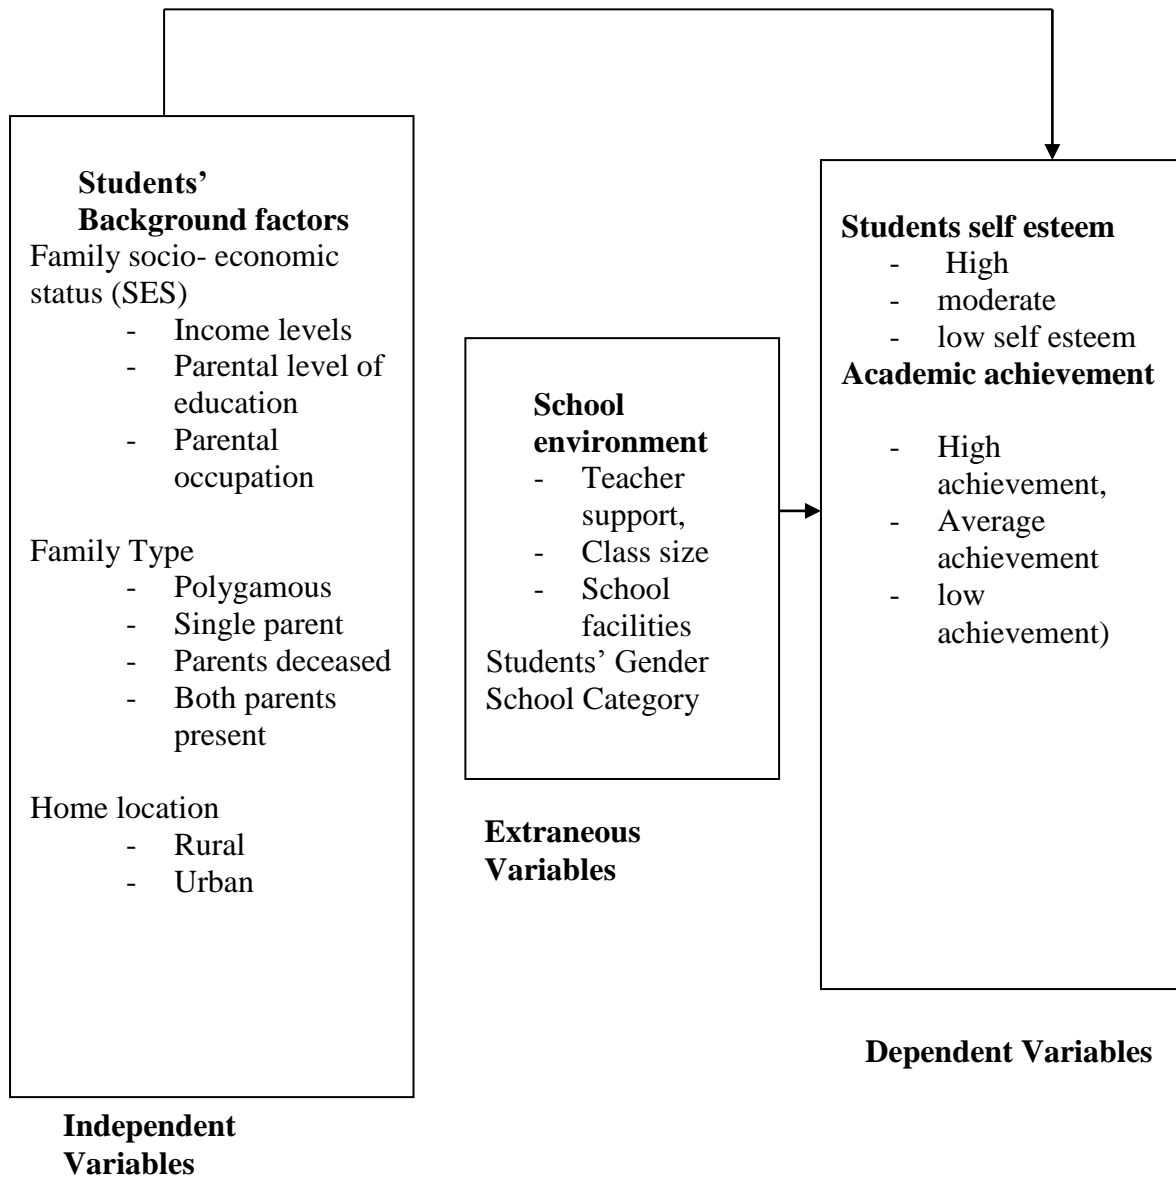 Students’
Background factors
Family socio- economic
status (SES)
- Income levels
- Parental level of
education
- Parental
occupation
Family Type
- Polygamous
- Single parent
- Parents deceased
- Both parents
present
Home location
- Rural
- Urban
Independent
Variables
School
environment
- Teacher
support,
- Class size
- School
facilities
Students’ Gender
School Category
Extraneous
Variables
Students self esteem
- High
- moderate
- low self esteem
Academic achievement
- High
achievement,
- Average
achievement
- low
achievement)
Dependent Variables